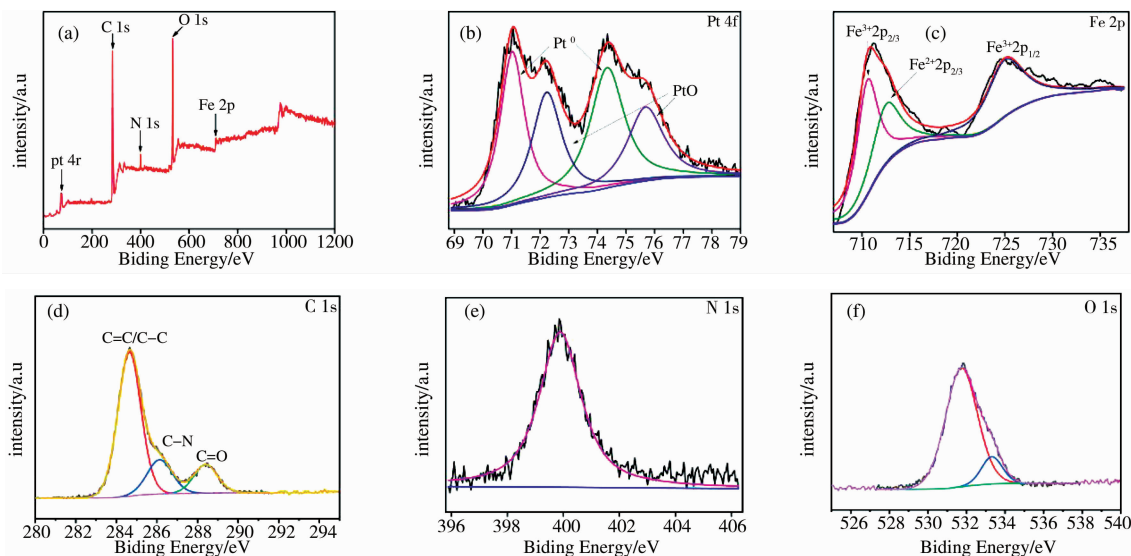 (a)
C 1s
O 1s
N 1s
Fe 2p
pt 4r
intensity/a.u
0 200 400 600 800 1000 1200
Biding Energy/eV
(b)
Pt 4f
Pt⁰
PtO
intensity/a.u
69 70 71 72 73 74 75 76 77 78 79
Biding Energy/eV
(c)
Fe 2p
Fe³⁺2p₂/₃
Fe²⁺2p₂/₃
Fe³⁺2p₁/₂
intensity/a.u
710 715 720 725 730 735
Biding Energy/eV
(d)
C 1s
C=C/C−C
C−N
C=O
intensity/a.u
280 282 284 286 288 290 292 294
Biding Energy/eV
(e)
N 1s
intensity/a.u
396 398 400 402 404 406
Biding Energy/eV
(f)
O 1s
intensity/a.u
526 528 530 532 534 536 538 540
Biding Energy/eV